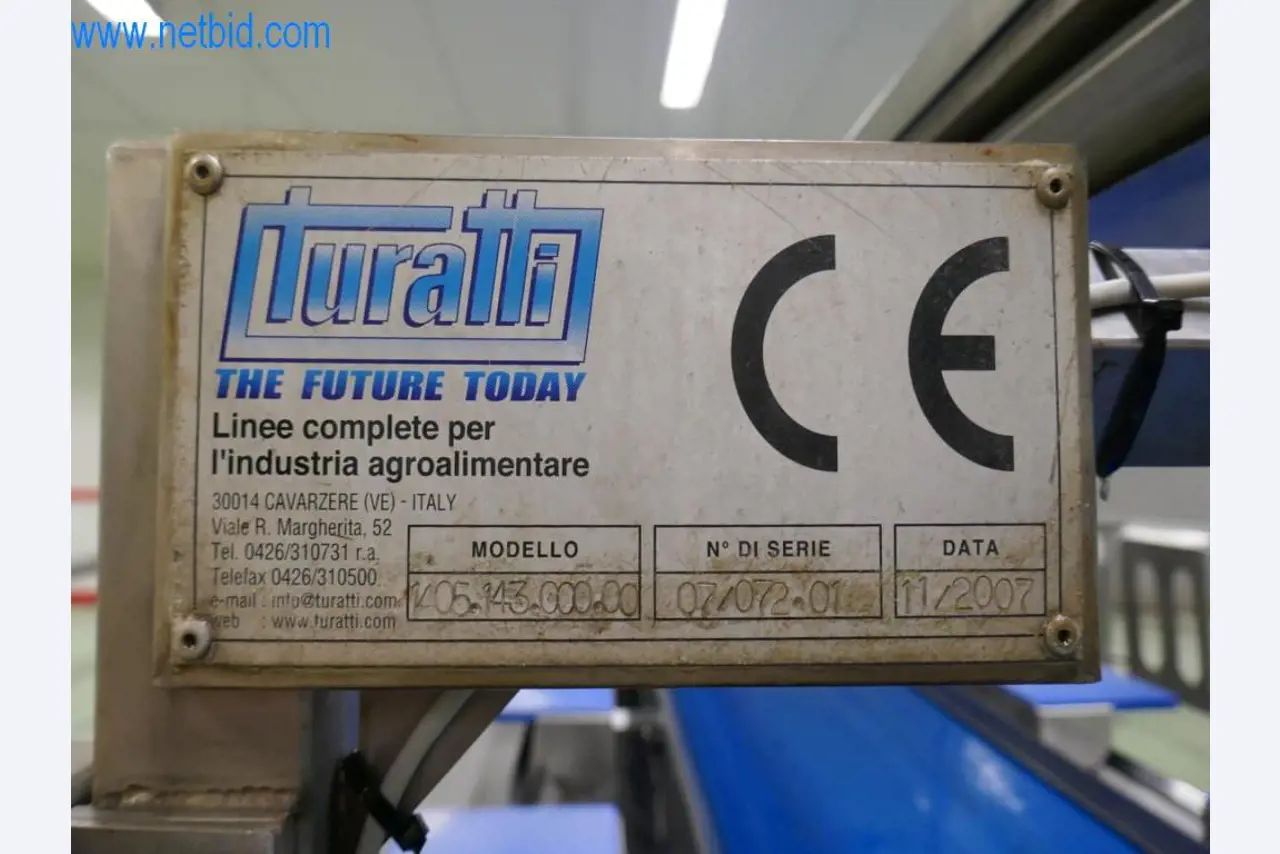 www.netbid.com
turatti
THE FUTURE TODAY
Linee complete per
l'industria agroalimentare
30014 CAVARZERE (VE) - ITALY
Viale R. Margherita, 52
Tel. 0426/310731 r.a.
Telefax 0426/310500
e-mail : info@turatti.com
web : www.turatti.com
CE
MODELLO
1.05.143.000.00
N° DI SERIE
07/072.01
DATA
11/2007